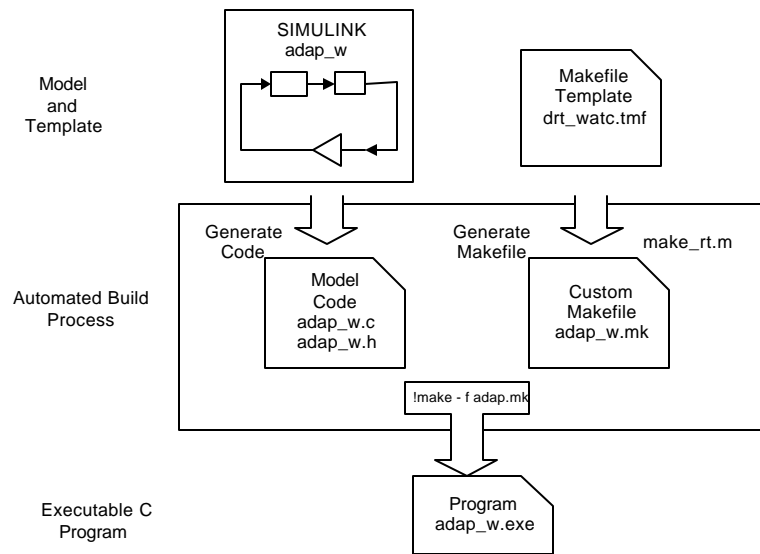 SIMULINK
adap_w
Model
and
Template
Makefile
Template
drt_watc.tmf
Generate
Code
Generate
Makefile
make_rt.m
Automated Build
Process
Model
Code
adap_w.c
adap_w.h
Custom
Makefile
adap_w.mk
!make - f adap.mk
Executable C
Program
Program
adap_w.exe